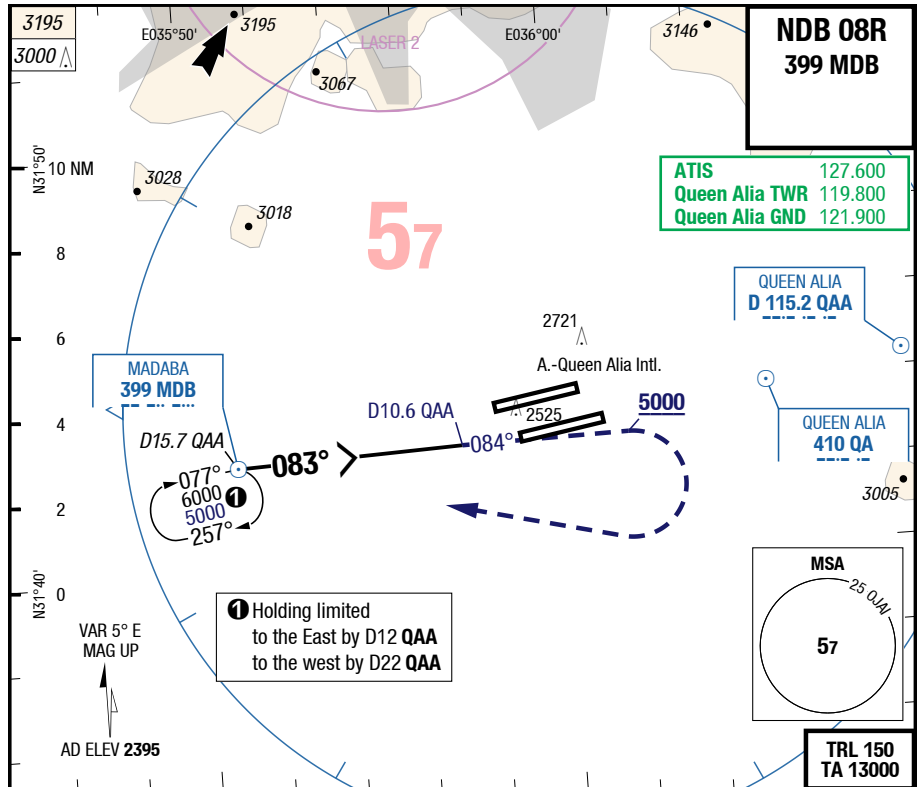 3195
3000
E035°50'
3195
LASER 2
E036°00'
3146
NDB 08R
399 MDB
3067
ATIS 127.600
Queen Alia TWR 119.800
Queen Alia GND 121.900
N31°50'
10 NM
3028
3018
57
8
QUEEN ALIA
D 115.2 QAA
6
2721
A.-Queen Alia Intl.
MADABA
399 MDB
D10.6 QAA
2525
5000
QUEEN ALIA
410 QA
4
D15.7 QAA
084°
083°
077°
6000 1
5000
257°
3005
2
N31°40'
0
MSA
25 OJAI
57
1 Holding limited
to the East by D12 QAA
to the west by D22 QAA
VAR 5° E
MAG UP
AD ELEV 2395
TRL 150
TA 13000